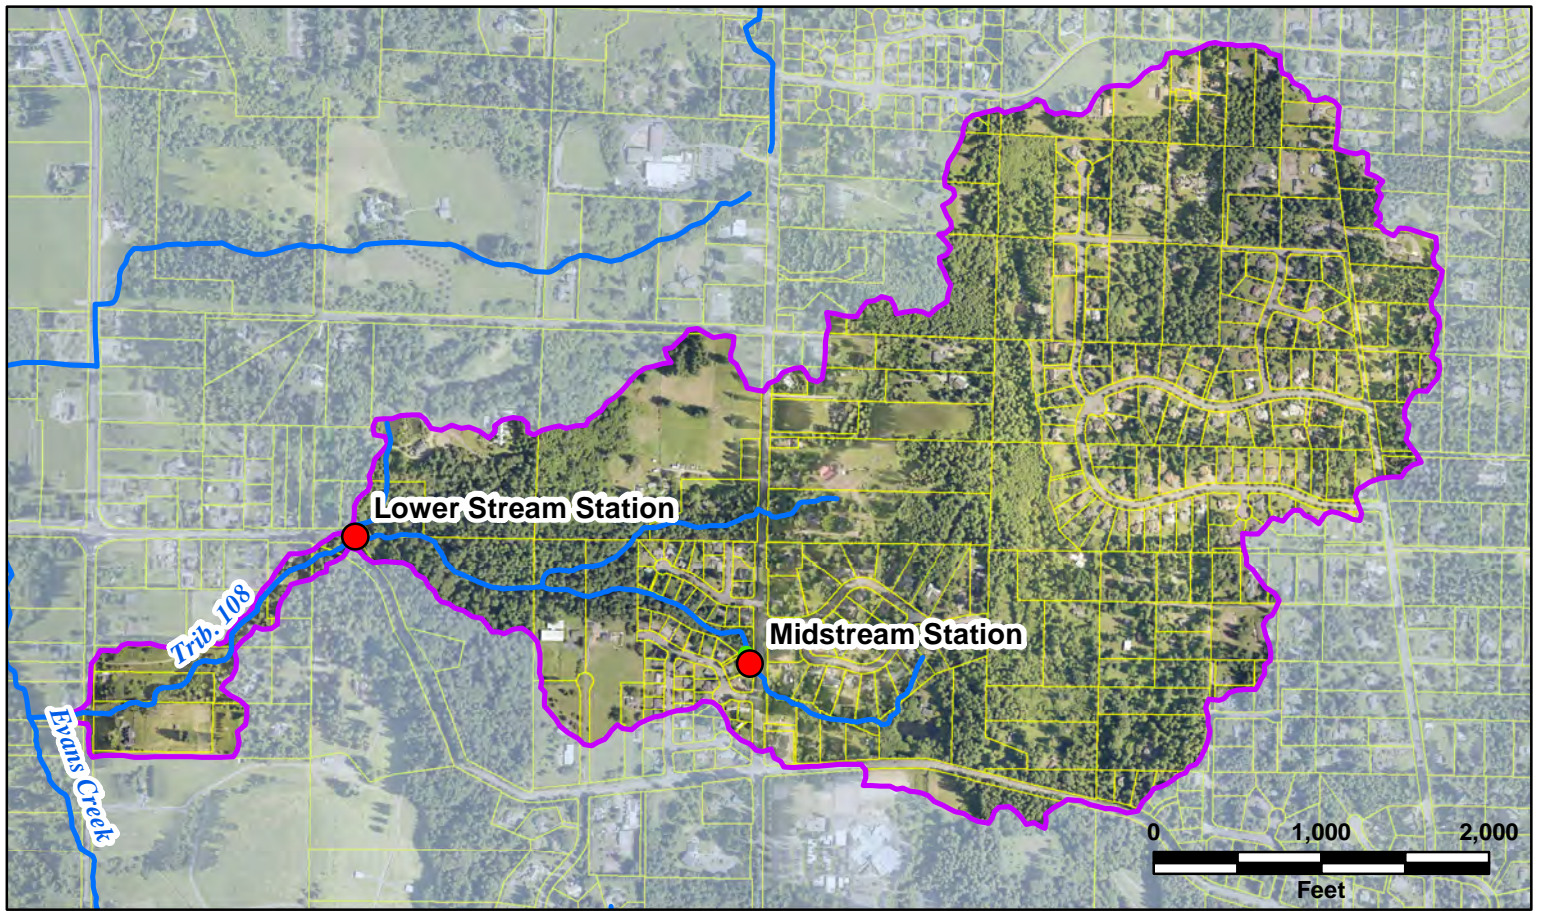 Lower Stream Station
Trib. 108
Midstream Station
Evans Creek
0 1,000 2,000
Feet